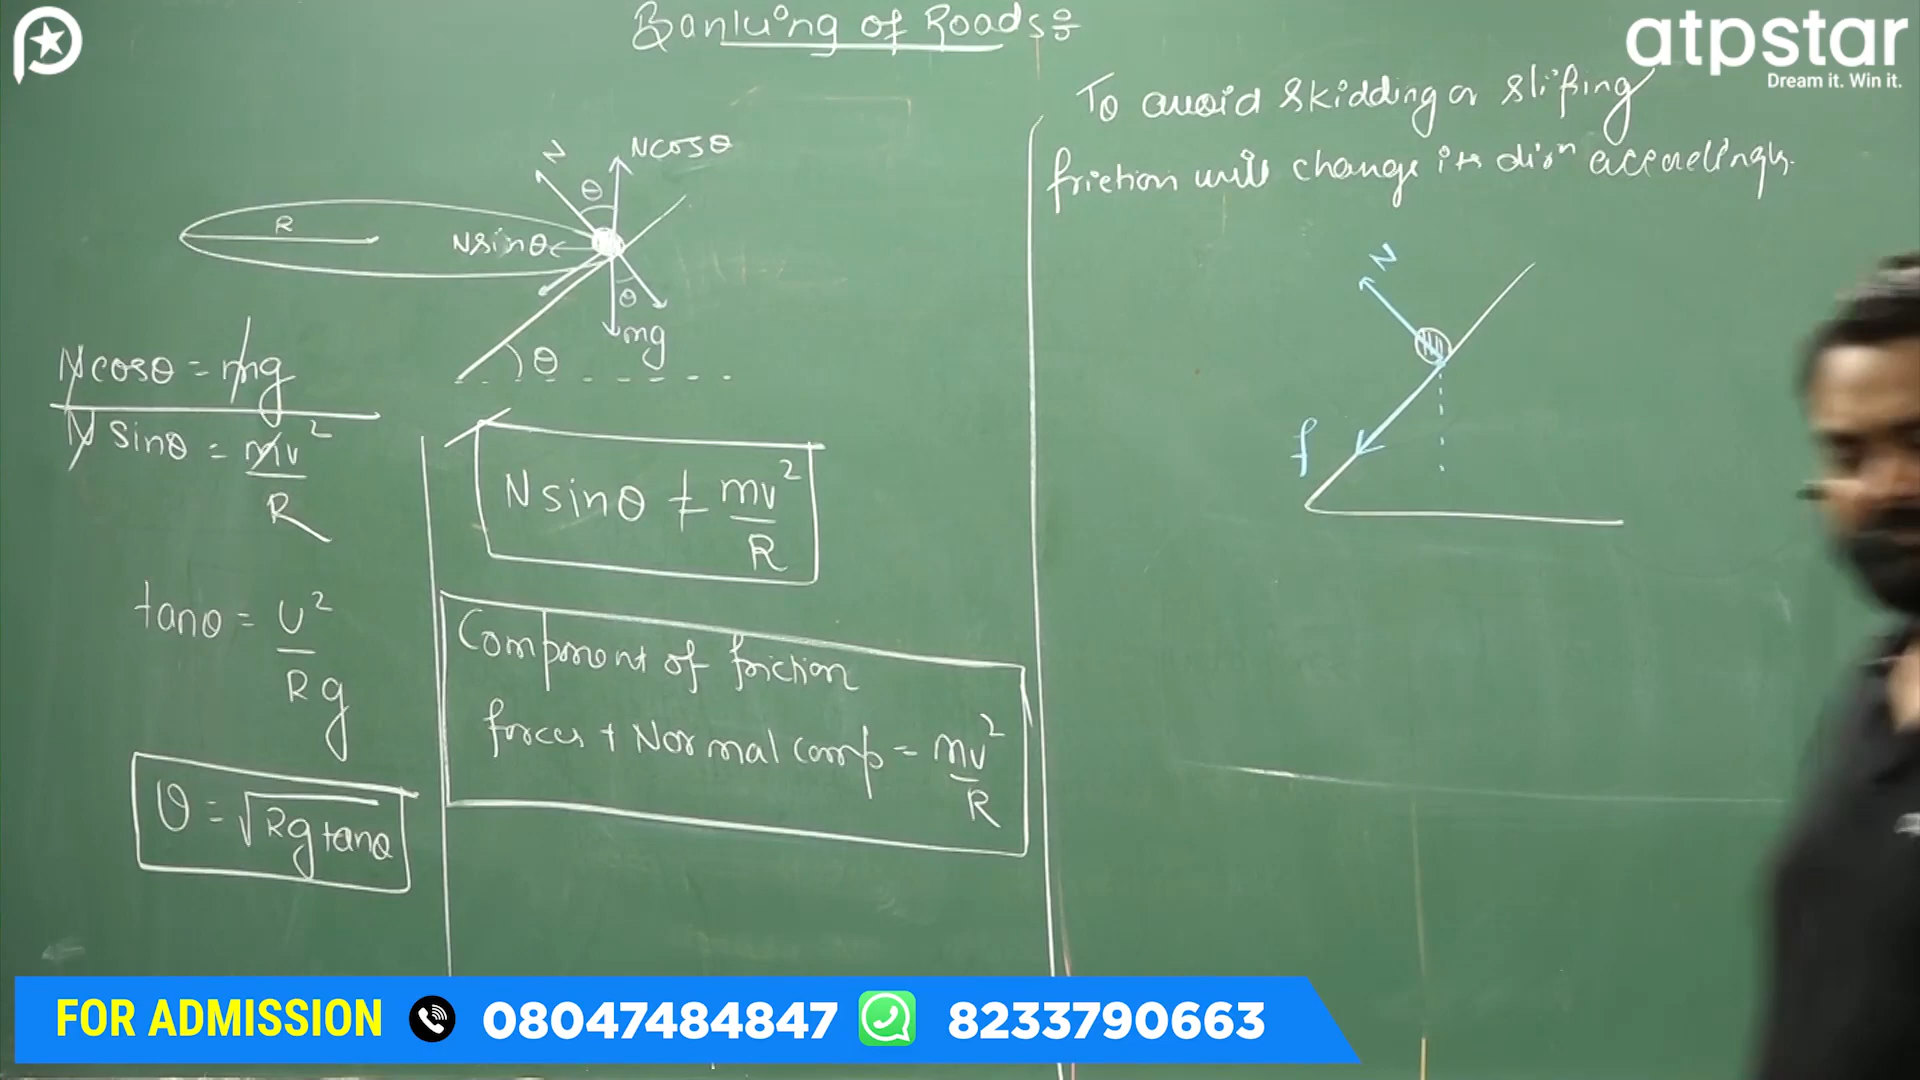 Banking of Roads:
atpstar
Dream it. Win it.
To avoid skidding or slipping
friction will change its dirn accordingly.
N
Ncosθ
θ
R
Nsinθ
θ
mg
θ
Ncosθ = mg
N sinθ = mv²
R
tanθ = v²
Rg
v = √Rg tanθ
Nsinθ ≠ mv²
R
Component of friction
forces + Normal comp = mv²
R
N
f
FOR ADMISSION 08047484847 8233790663